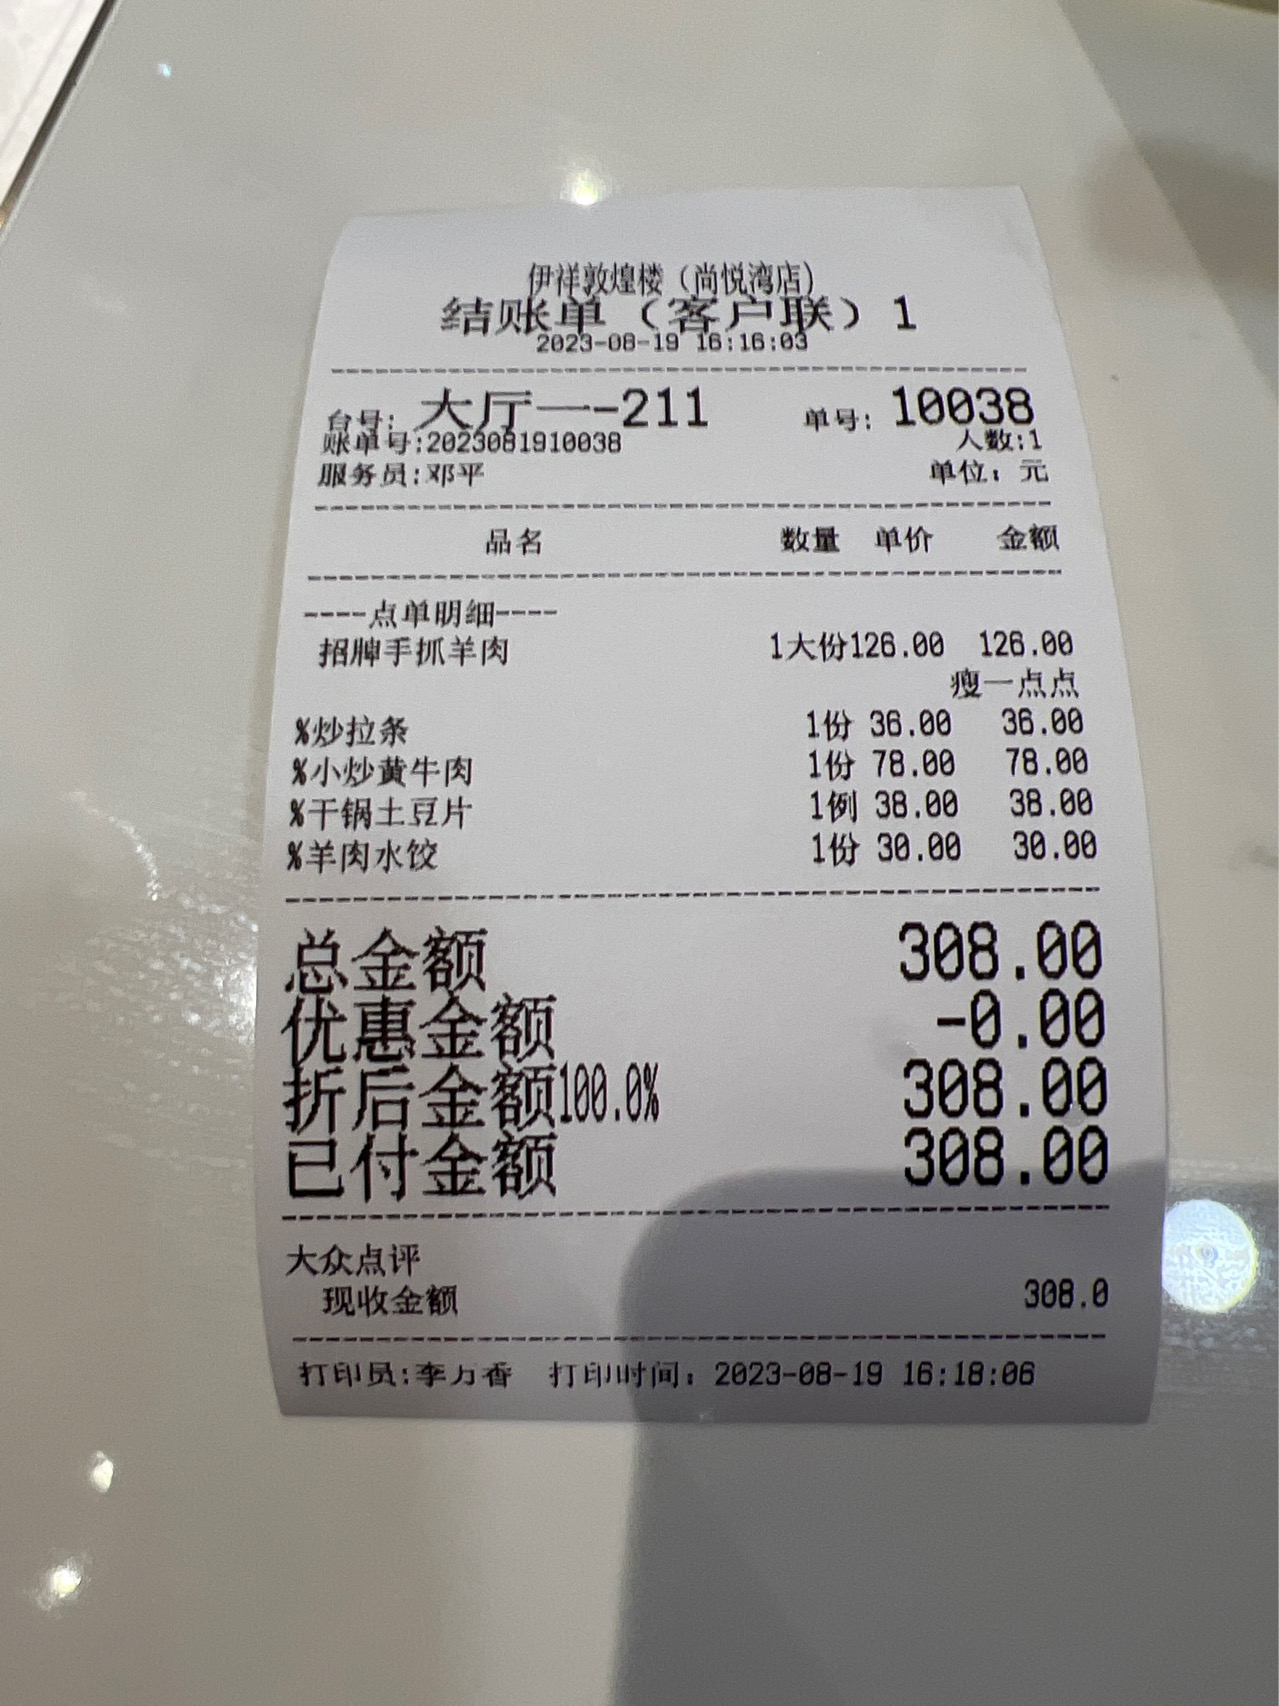 伊祥敦煌楼（尚悦湾店）
结账单（客户联）1
2023-08-19 16:16:03
台号: 大厅一-211 单号: 10038
账单号:2023081910038 人数:1
服务员:邓平 单位: 元
品名 数量 单价 金额
----点单明细----
招牌手抓羊肉 1大份126.00 126.00
瘦一点点
%炒拉条 1份 36.00 36.00
%小炒黄牛肉 1份 78.00 78.00
%干锅土豆片 1例 38.00 38.00
%羊肉水饺 1份 30.00 30.00
总金额 308.00
优惠金额 -0.00
折后金额100.0% 308.00
已付金额 308.00
大众点评
现收金额 308.0
打印员:李万香 打印时间: 2023-08-19 16:18:06